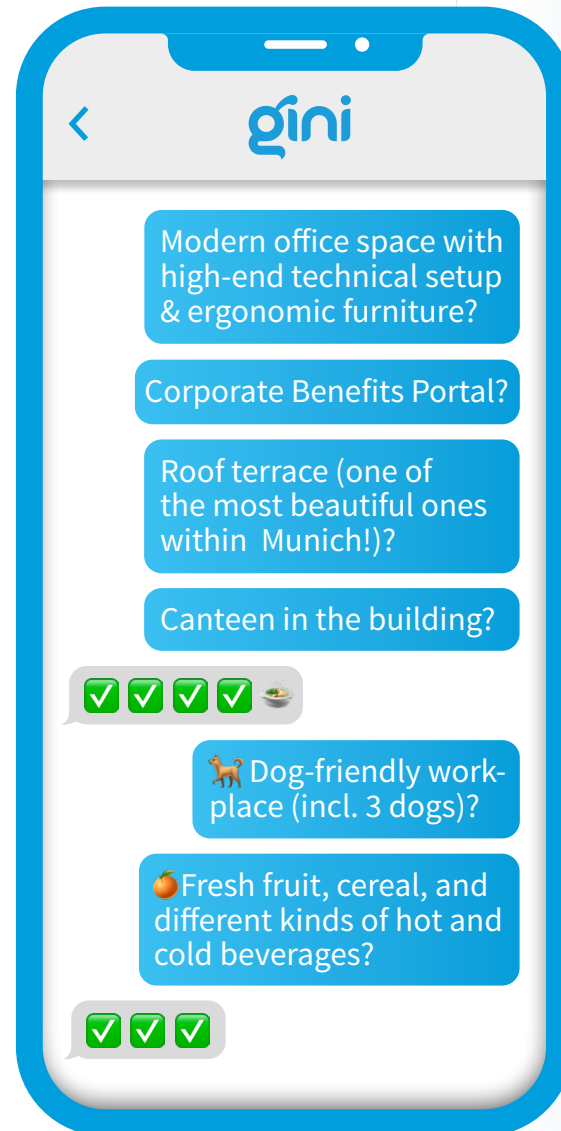 gini
Modern office space with
high-end technical setup
& ergonomic furniture?
Corporate Benefits Portal?
Roof terrace (one of
the most beautiful ones
within  Munich!)?
Canteen in the building?
✅ ✅ ✅ ✅ 🍲
🐕 Dog-friendly work-
place (incl. 3 dogs)?
🍊Fresh fruit, cereal, and
different kinds of hot and
cold beverages?
✅ ✅ ✅